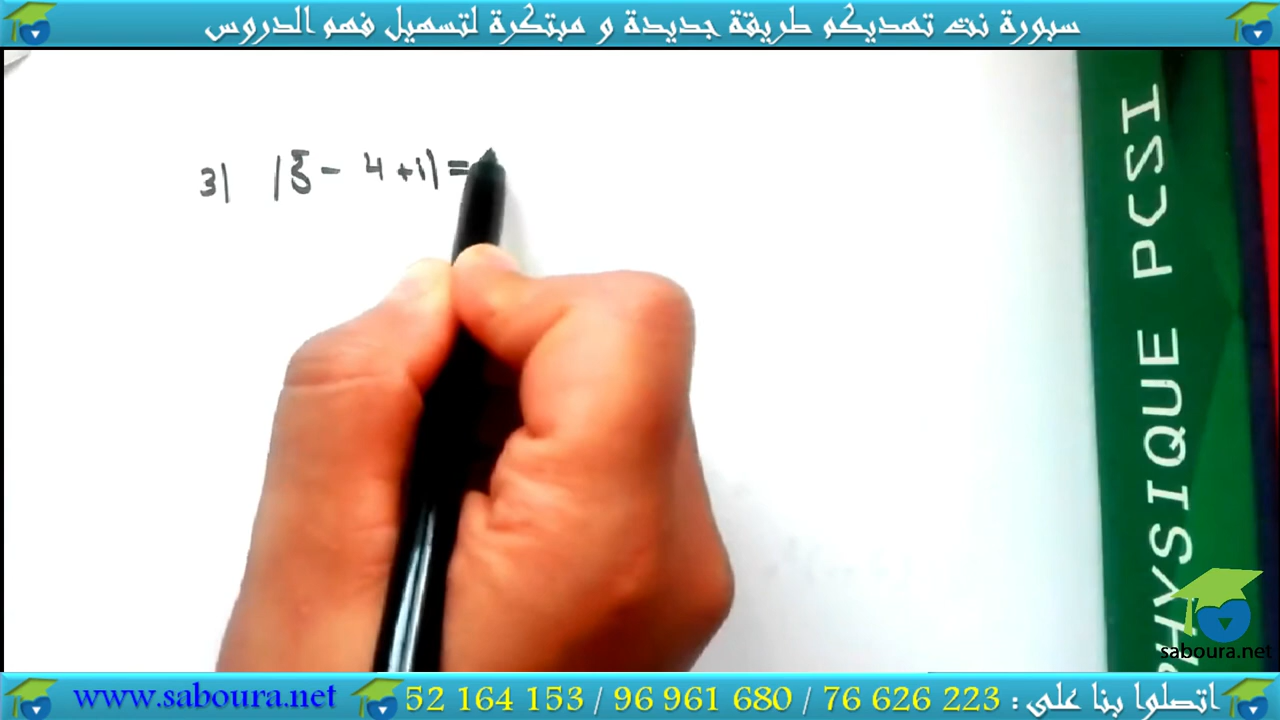 سبورة نت تهديكم طريقة جديدة و مبتكرة لتسهيل فهم الدروس
3) |z - 4 + i| =
PHYSIQUE PCSI
saboura.net
www.saboura.net
52 164 153 / 96 961 680 / 76 626 223 : اتصلوا بنا على